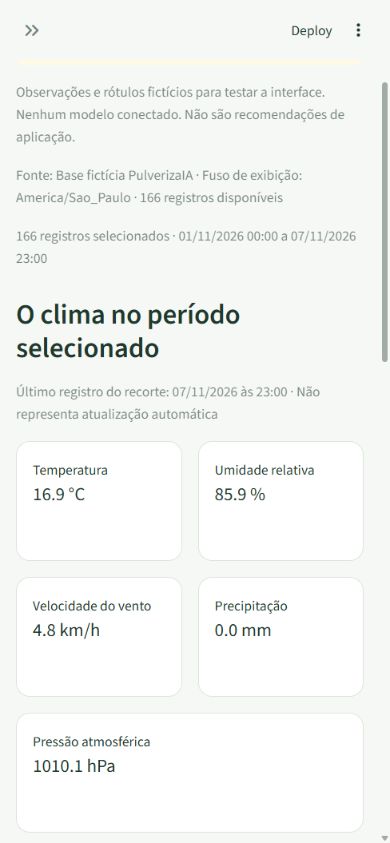 Deploy
Observações e rótulos fictícios para testar a interface.
Nenhum modelo conectado. Não são recomendações de
aplicação.
Fonte: Base fictícia PulverizaIA · Fuso de exibição:
America/Sao_Paulo · 166 registros disponíveis
166 registros selecionados · 01/11/2026 00:00 a 07/11/2026
23:00
O clima no período
selecionado
Último registro do recorte: 07/11/2026 às 23:00 · Não
representa atualização automática
Temperatura
16.9 °C
Umidade relativa
85.9 %
Velocidade do vento
4.8 km/h
Precipitação
0.0 mm
Pressão atmosférica
1010.1 hPa